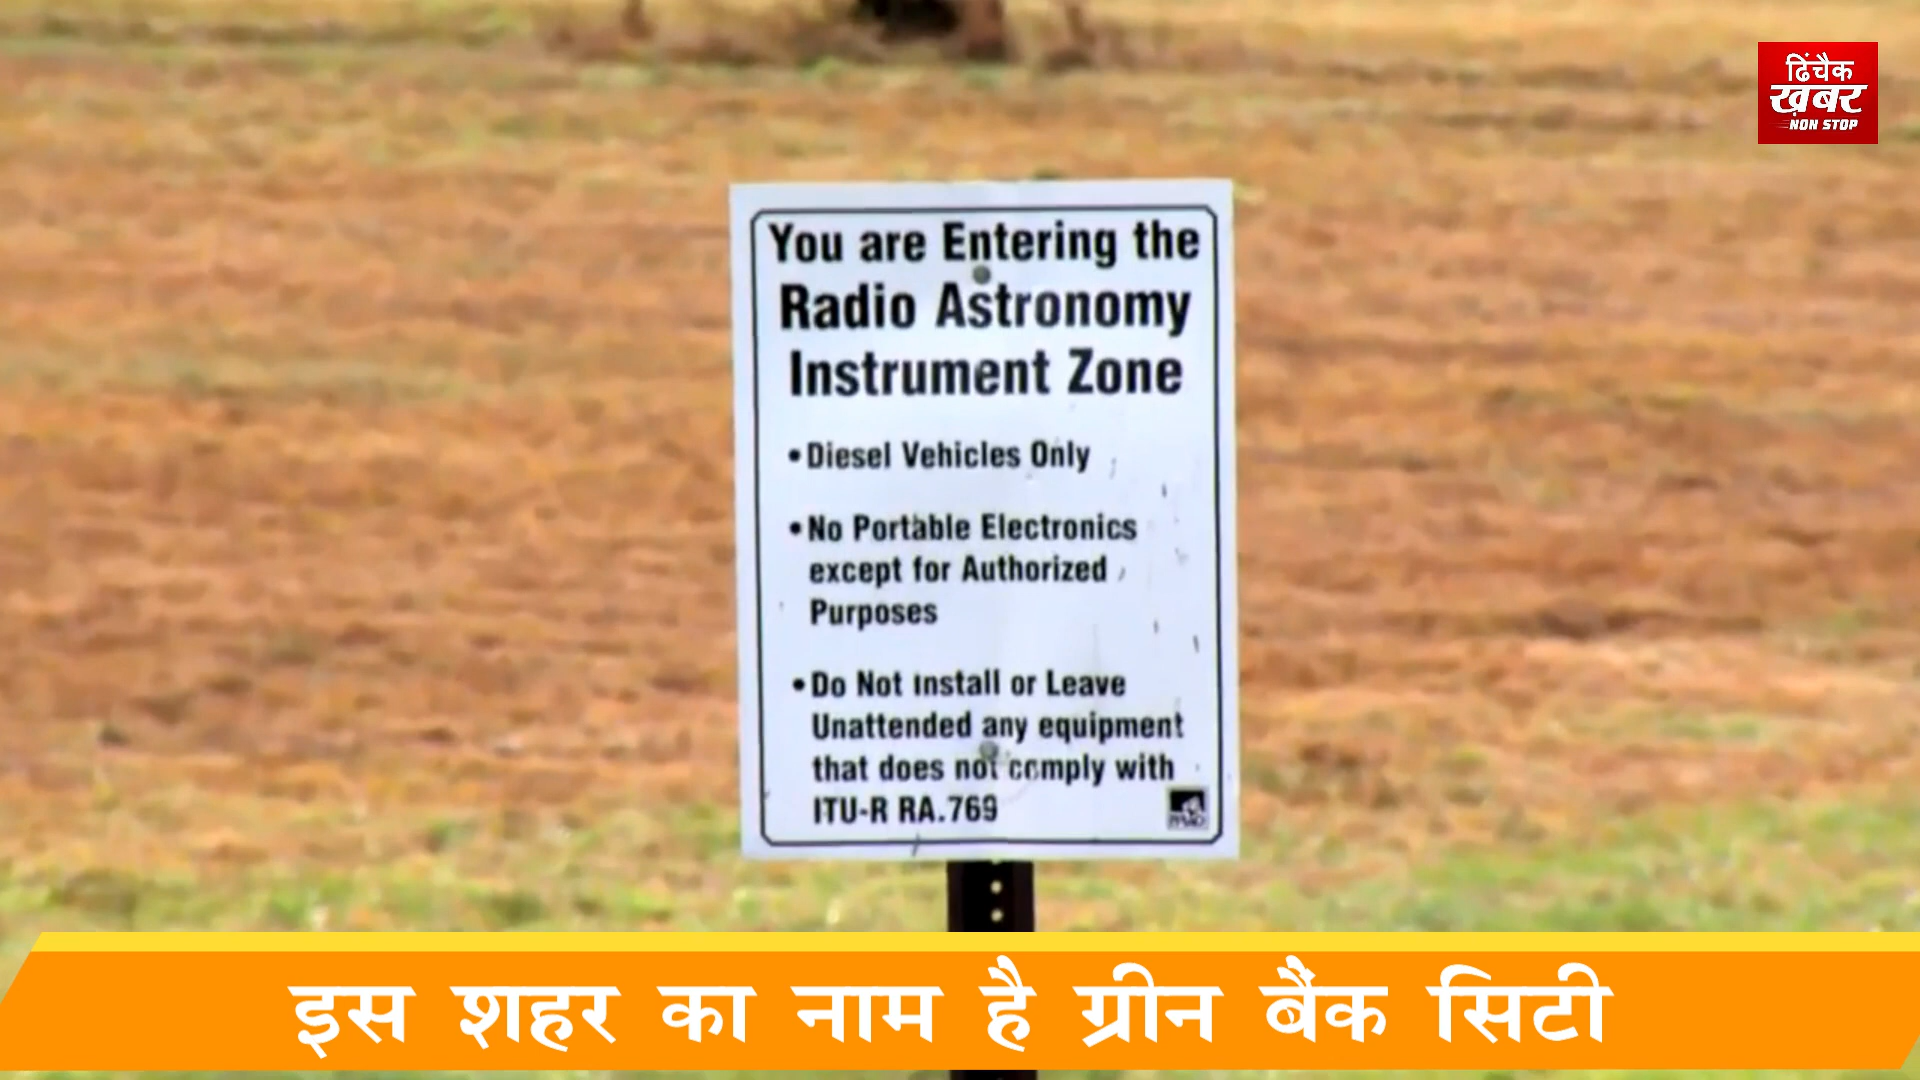 ढिंचैक
ख़बर
NON STOP
You are Entering the
Radio Astronomy
Instrument Zone
• Diesel Vehicles Only
• No Portable Electronics
except for Authorized
Purposes
• Do Not Install or Leave
Unattended any equipment
that does not comply with
ITU-R RA.769
इस शहर का नाम है ग्रीन बैंक सिटी